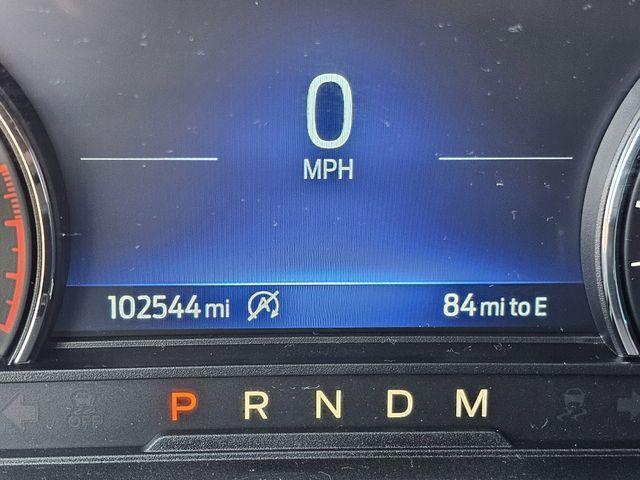 0
MPH
102544 mi A 84 mi to E
OFF P R N D M